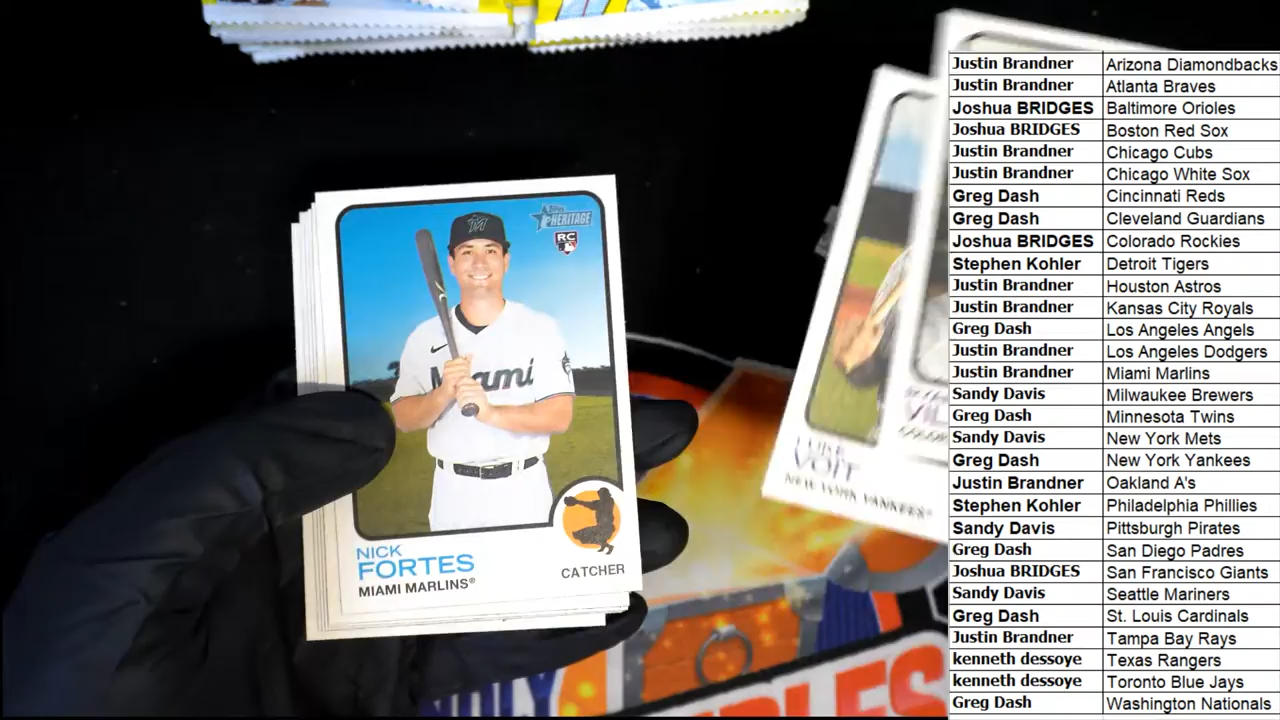 Topps
HERITAGE
RC
M
Miami
NICK
FORTES
MIAMI MARLINS®
CATCHER
LUKE
VOIT
NEW YORK YANKEES®
Justin Brandner Arizona Diamondbacks
Justin Brandner Atlanta Braves
Joshua BRIDGES Baltimore Orioles
Joshua BRIDGES Boston Red Sox
Justin Brandner Chicago Cubs
Justin Brandner Chicago White Sox
Greg Dash Cincinnati Reds
Greg Dash Cleveland Guardians
Joshua BRIDGES Colorado Rockies
Stephen Kohler Detroit Tigers
Justin Brandner Houston Astros
Justin Brandner Kansas City Royals
Greg Dash Los Angeles Angels
Justin Brandner Los Angeles Dodgers
Justin Brandner Miami Marlins
Sandy Davis Milwaukee Brewers
Greg Dash Minnesota Twins
Sandy Davis New York Mets
Greg Dash New York Yankees
Justin Brandner Oakland A's
Stephen Kohler Philadelphia Phillies
Sandy Davis Pittsburgh Pirates
Greg Dash San Diego Padres
Joshua BRIDGES San Francisco Giants
Sandy Davis Seattle Mariners
Greg Dash St. Louis Cardinals
Justin Brandner Tampa Bay Rays
kenneth dessoye Texas Rangers
kenneth dessoye Toronto Blue Jays
Greg Dash Washington Nationals